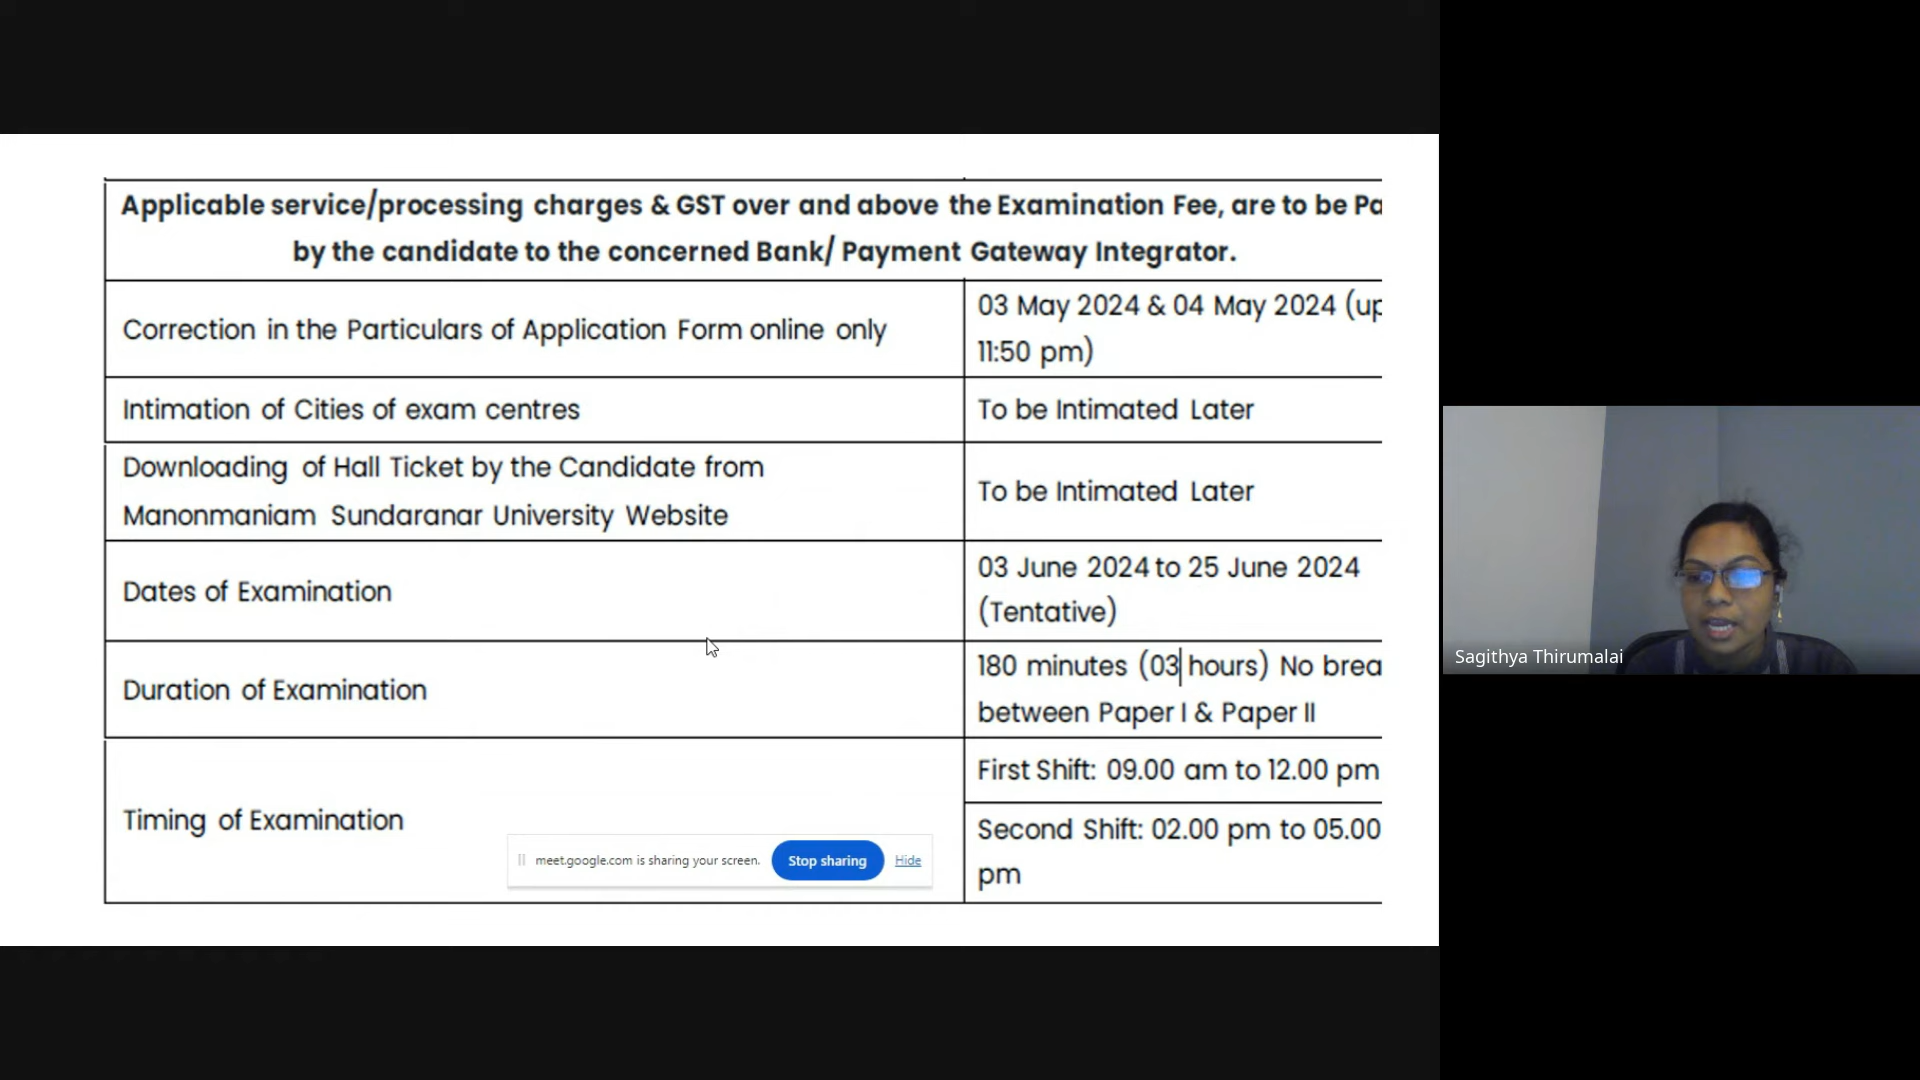 Applicable service/processing charges & GST over and above the Examination Fee, are to be Pa
by the candidate to the concerned Bank/ Payment Gateway Integrator.
Correction in the Particulars of Application Form online only
03 May 2024 & 04 May 2024 (up
11:50 pm)
Intimation of Cities of exam centres
To be Intimated Later
Downloading of Hall Ticket by the Candidate from
Manonmaniam Sundaranar University Website
To be Intimated Later
Dates of Examination
03 June 2024 to 25 June 2024
(Tentative)
Duration of Examination
180 minutes (03 hours) No brea
between Paper I & Paper II
Timing of Examination
First Shift: 09.00 am to 12.00 pm
Second Shift: 02.00 pm to 05.00
pm
meet.google.com is sharing your screen.
Stop sharing
Hide
Sagithya Thirumalai